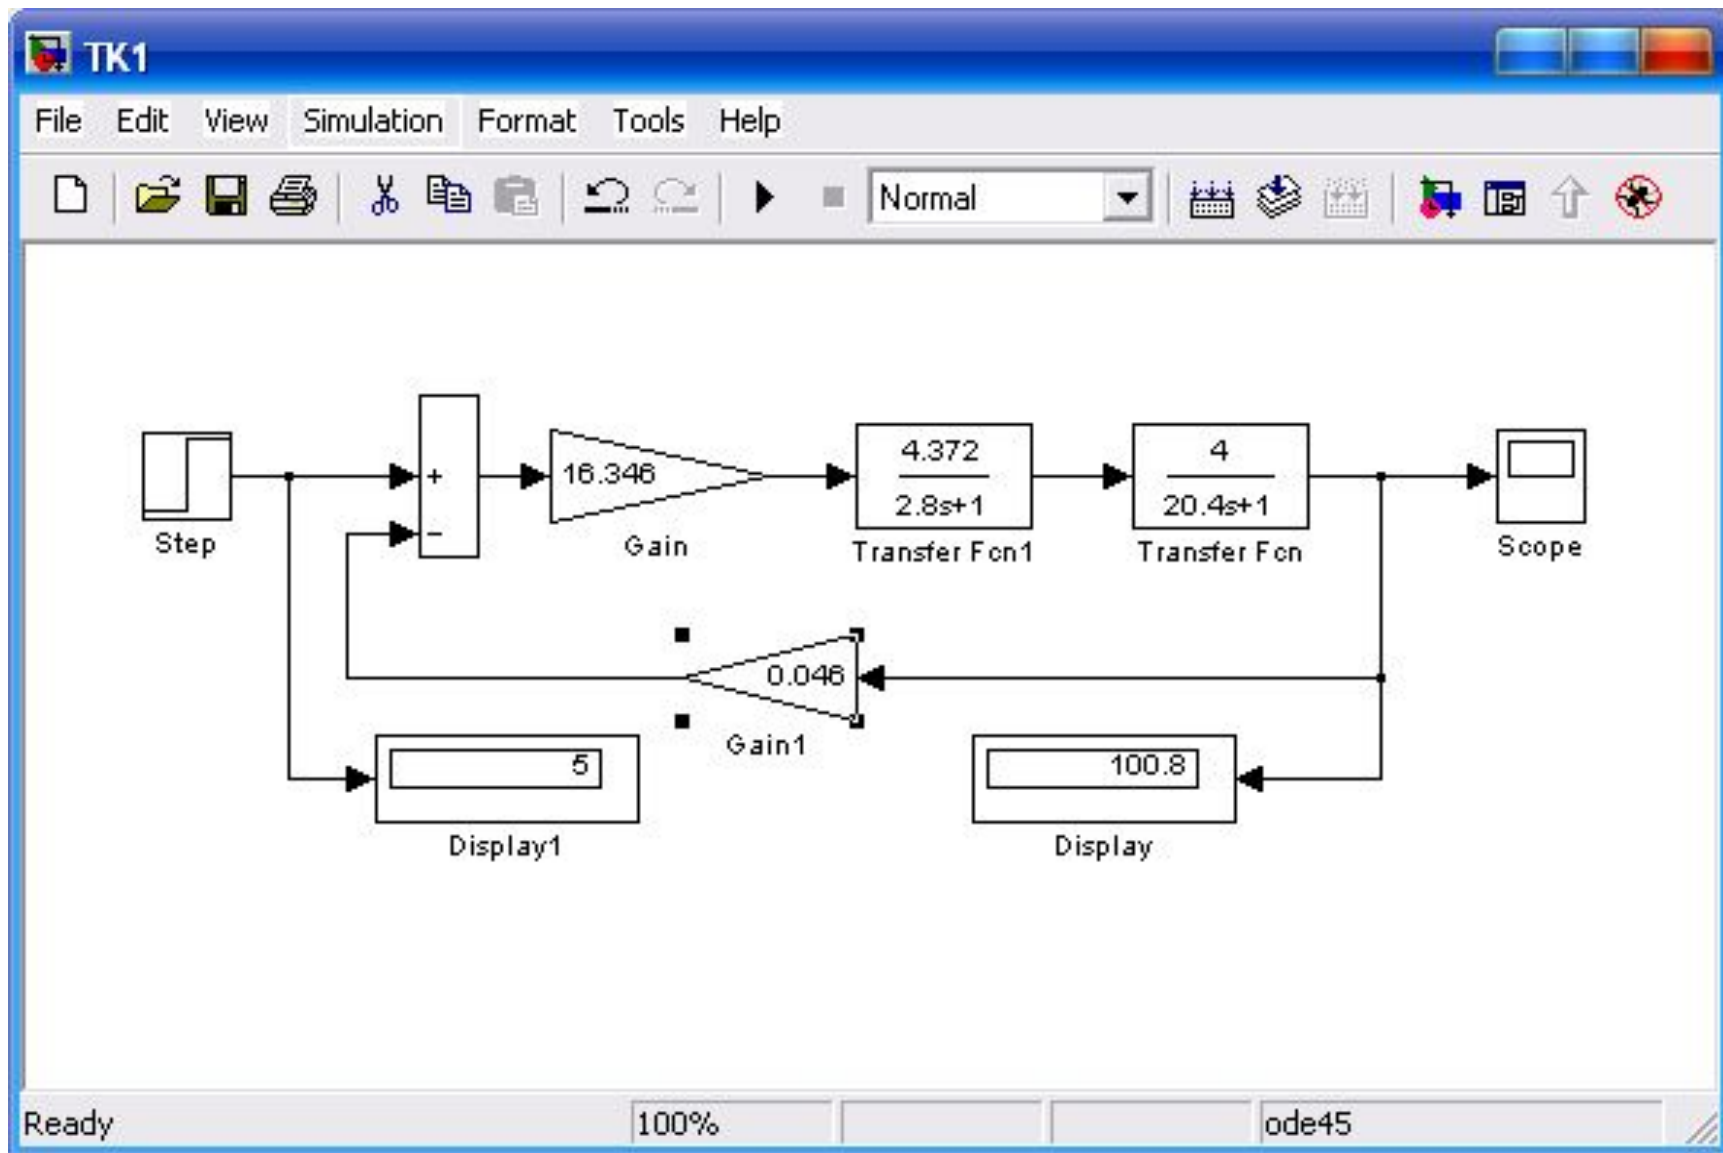 TK1
File Edit View Simulation Format Tools Help
Normal
Step
+
−
16.346
Gain
4.372
2.8s+1
Transfer Fcn1
4
20.4s+1
Transfer Fcn
Scope
0.046
Gain1
5
Display1
100.8
Display
Ready 100% ode45